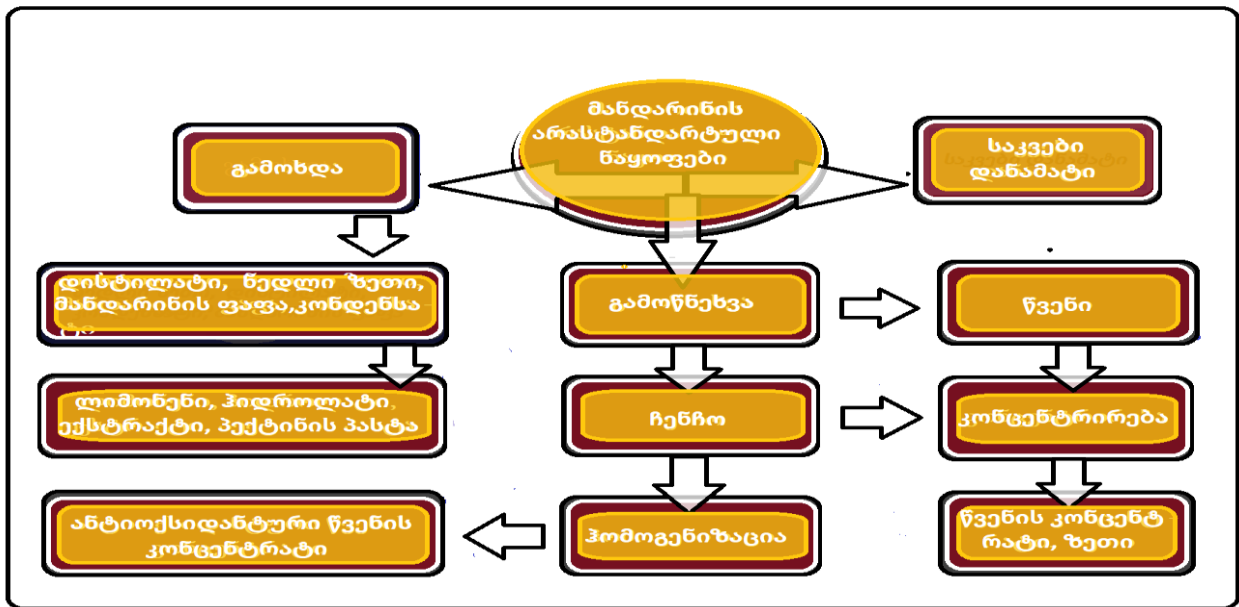 მანდარინის
არასტანდარტული
ნაყოფები
გამოხდა
საკვები
დანამატი
დისტილატი, ნედლი ზეთი,
მანდარინის ფაფა,კონდენსა
ტი
გამოწნეხვა
წვენი
ლიმონენი, ჰიდროლატი,
ექსტრაქტი, პექტინის პასტა
ჩენჩო
კონცენტრირება
ანტიოქსიდანტური წვენის
კონცენტრატი
ჰომოგენიზაცია
წვენის კონცენტ
რატი, ზეთი